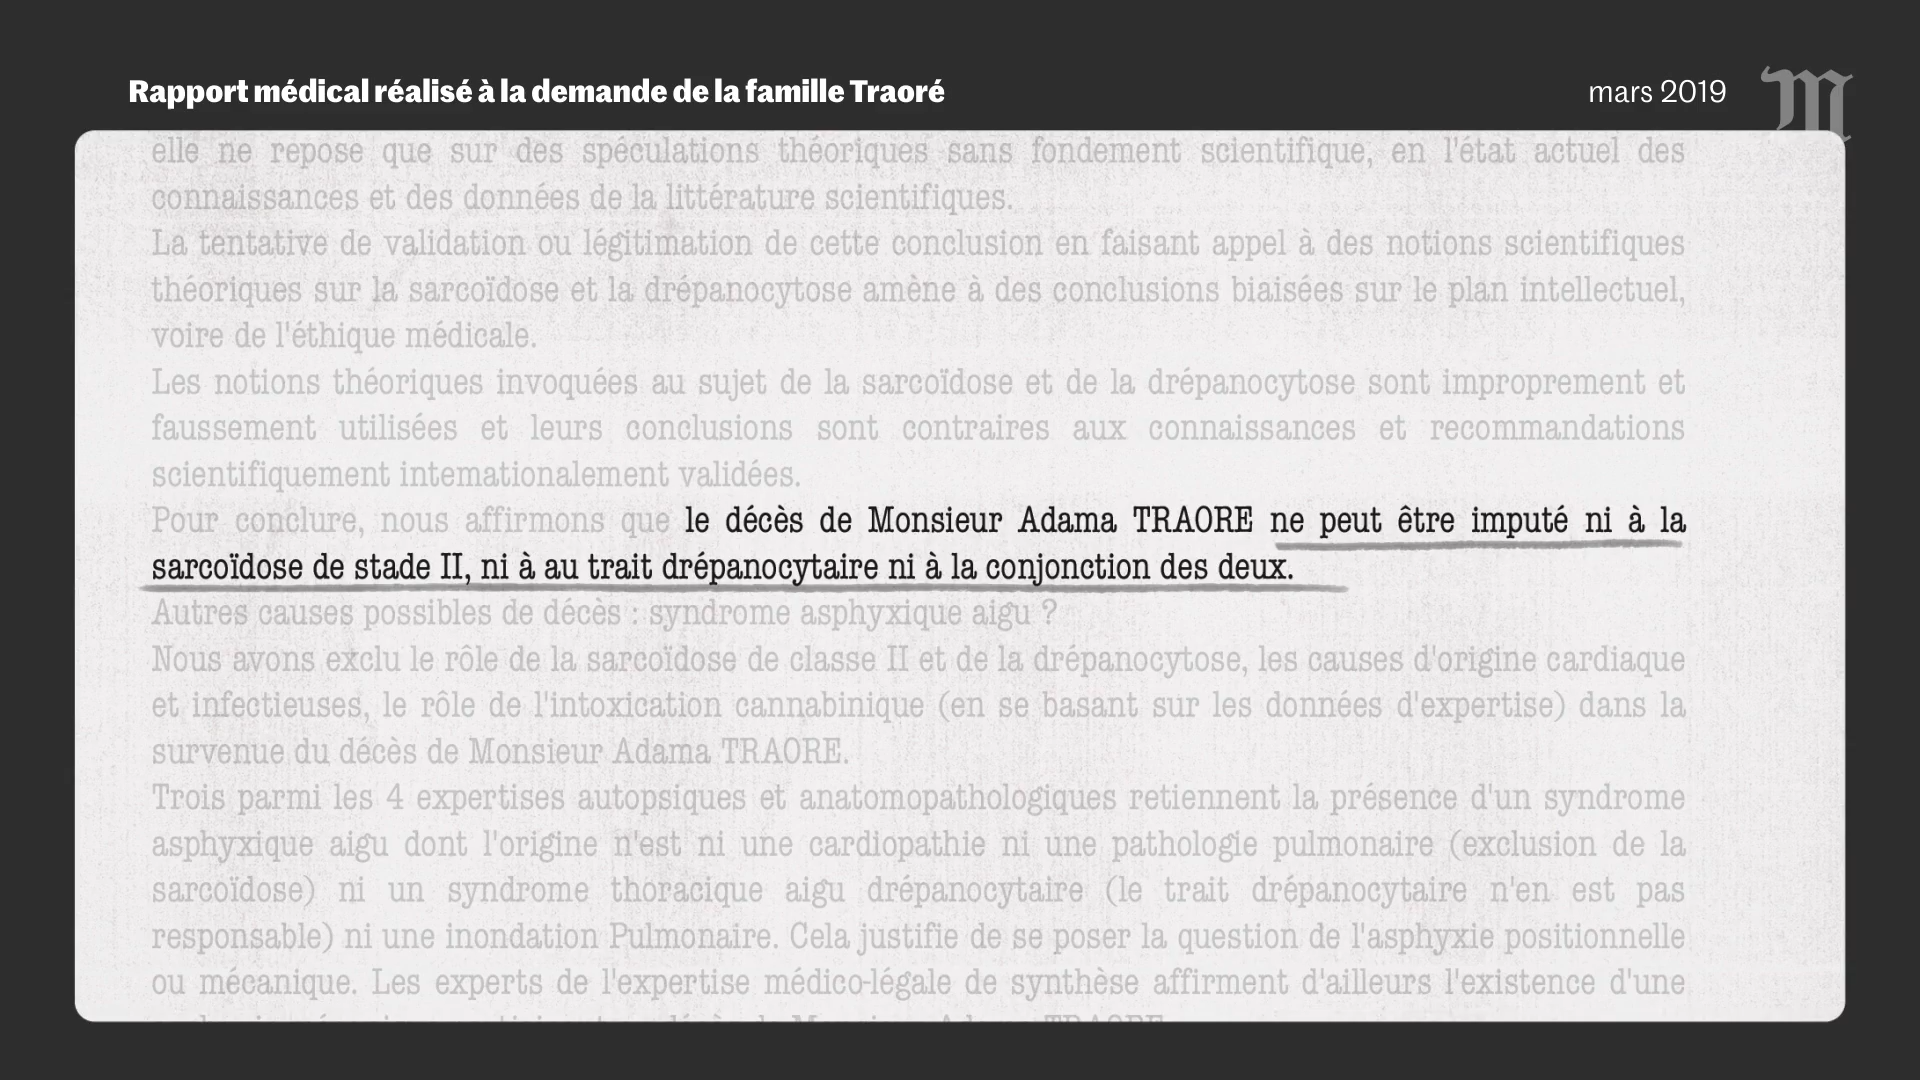 Rapport médical réalisé à la demande de la famille Traoré
mars 2019
elle ne repose que sur des spéculations théoriques sans fondement scientifique, en l'état actuel des
connaissances et des données de la littérature scientifiques.
La tentative de validation ou légitimation de cette conclusion en faisant appel à des notions scientifiques
théoriques sur la sarcoïdose et la drépanocytose amène à des conclusions biaisées sur le plan intellectuel,
voire de l'éthique médicale.
Les notions théoriques invoquées au sujet de la sarcoïdose et de la drépanocytose sont improprement et
faussement utilisées et leurs conclusions sont contraires aux connaissances et recommandations
scientifiquement internationalement validées.
Pour conclure, nous affirmons que le décès de Monsieur Adama TRAORE ne peut être imputé ni à la
sarcoïdose de stade II, ni à au trait drépanocytaire ni à la conjonction des deux.
Autres causes possibles de décès : syndrome asphyxique aigu ?
Nous avons exclu le rôle de la sarcoïdose de classe II et de la drépanocytose, les causes d'origine cardiaque
et infectieuses, le rôle de l'intoxication cannabinique (en se basant sur les données d'expertise) dans la
survenue du décès de Monsieur Adama TRAORE.
Trois parmi les 4 expertises autopsiques et anatomopathologiques retiennent la présence d'un syndrome
asphyxique aigu dont l'origine n'est ni une cardiopathie ni une pathologie pulmonaire (exclusion de la
sarcoïdose) ni un syndrome thoracique aigu drépanocytaire (le trait drépanocytaire n'en est pas
responsable) ni une inondation Pulmonaire. Cela justifie de se poser la question de l'asphyxie positionnelle
ou mécanique. Les experts de l'expertise médico-légale de synthèse affirment d'ailleurs l'existence d'une